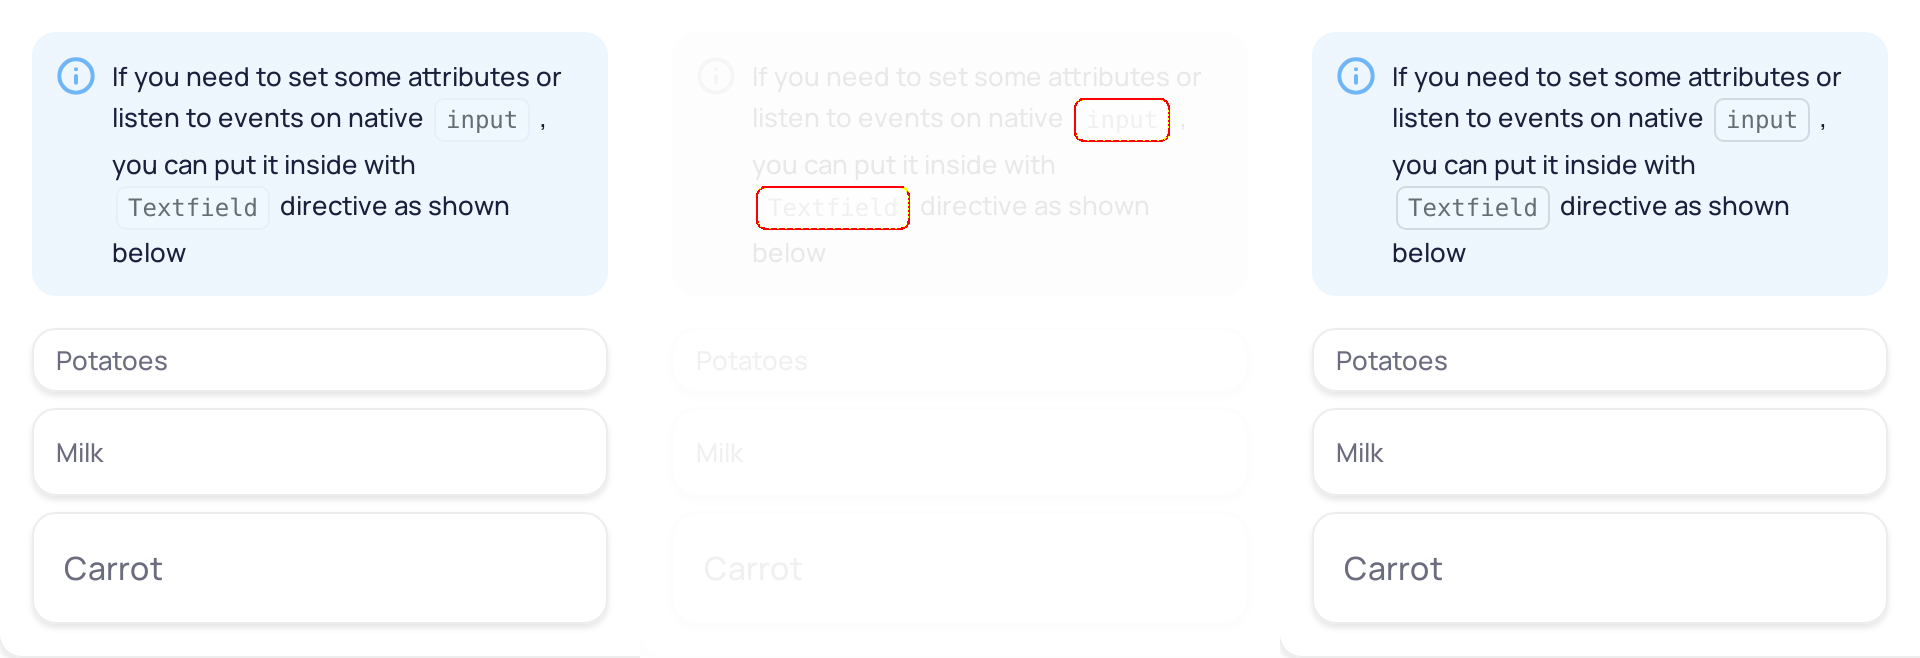 If you need to set some attributes or
listen to events on native input ,
you can put it inside with
Textfield directive as shown
below
Potatoes
Milk
Carrot
If you need to set some attributes or
listen to events on native input ,
you can put it inside with
Textfield directive as shown
below
Potatoes
Milk
Carrot
If you need to set some attributes or
listen to events on native input ,
you can put it inside with
Textfield directive as shown
below
Potatoes
Milk
Carrot